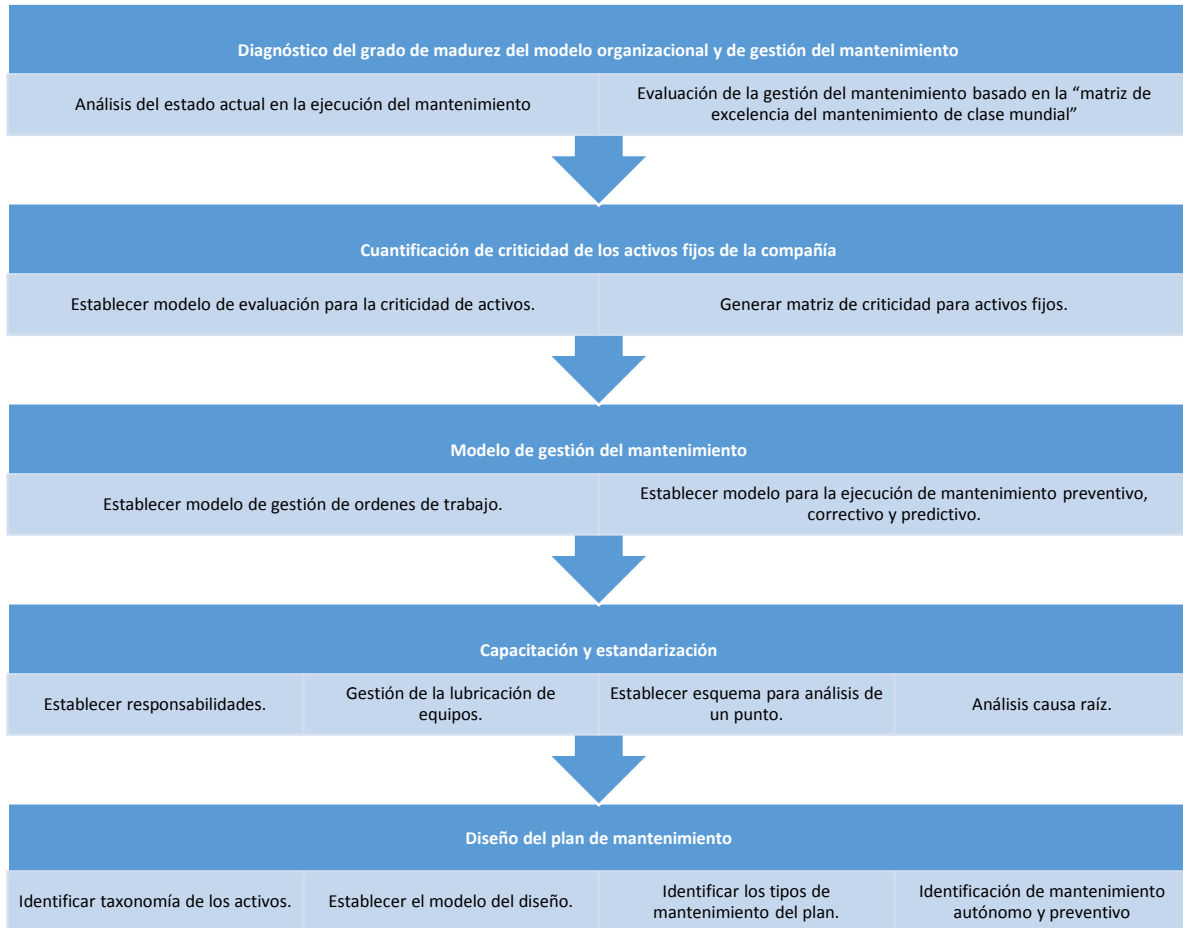 Diagnóstico del grado de madurez del modelo organizacional y de gestión del mantenimiento
Análisis del estado actual en la ejecución del mantenimiento
Evaluación de la gestión del mantenimiento basado en la “matriz de
excelencia del mantenimiento de clase mundial”
Cuantificación de criticidad de los activos fijos de la compañía
Establecer modelo de evaluación para la criticidad de activos.
Generar matriz de criticidad para activos fijos.
Modelo de gestión del mantenimiento
Establecer modelo de gestión de ordenes de trabajo.
Establecer modelo para la ejecución de mantenimiento preventivo,
correctivo y predictivo.
Capacitación y estandarización
Establecer responsabilidades.
Gestión de la lubricación de
equipos.
Establecer esquema para análisis de
un punto.
Análisis causa raíz.
Diseño del plan de mantenimiento
Identificar taxonomía de los activos.
Establecer el modelo del diseño.
Identificar los tipos de
mantenimiento del plan.
Identificación de mantenimiento
autónomo y preventivo